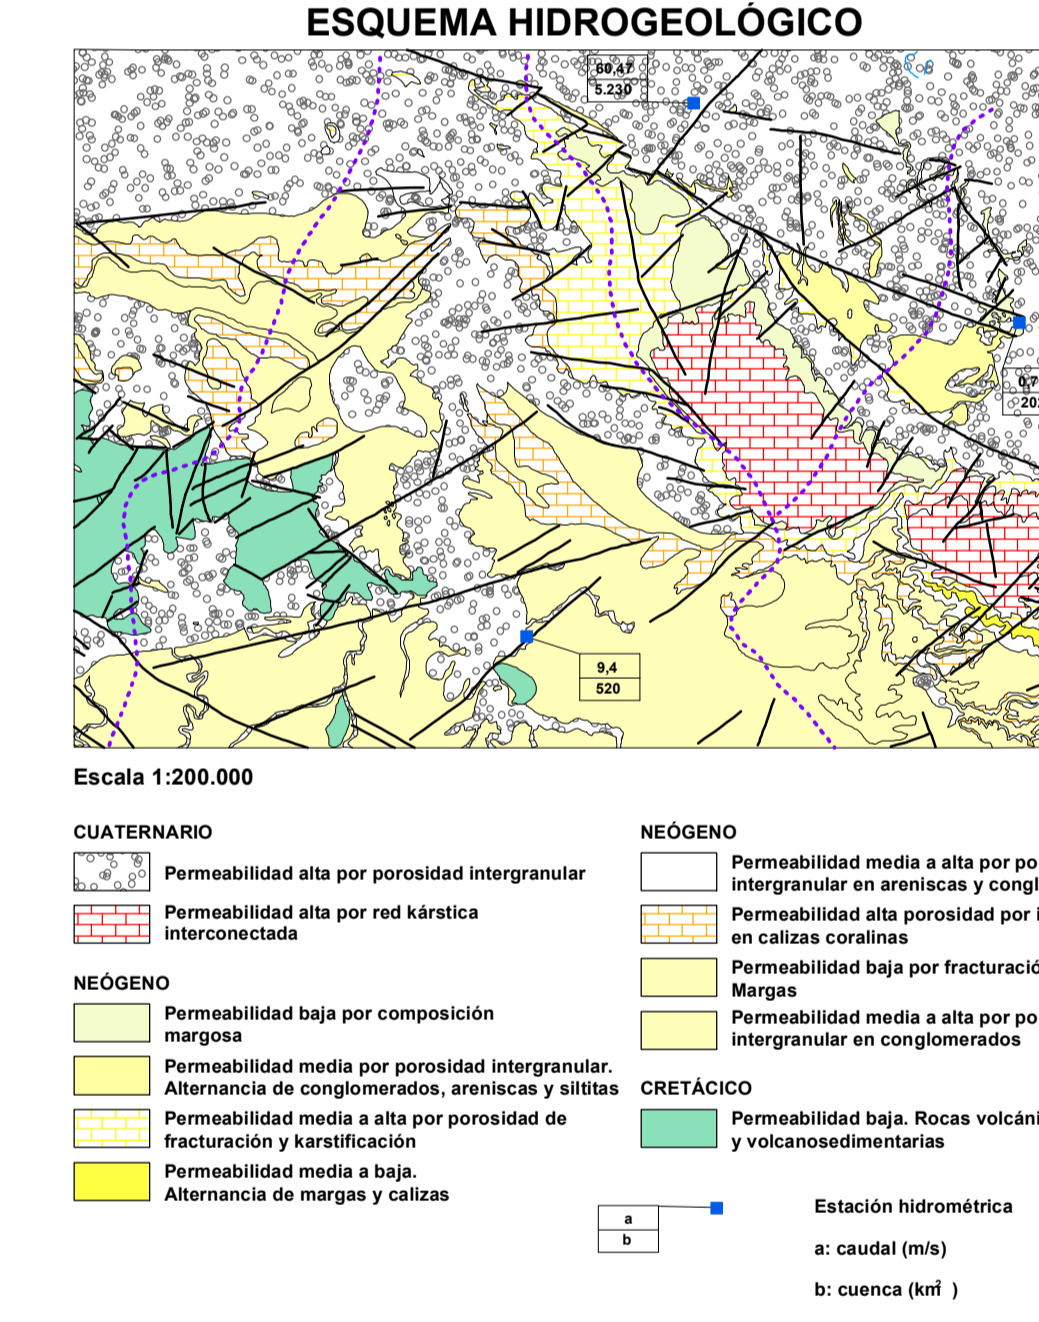 ESQUEMA HIDROGEOLÓGICO
60,47
5.230
0,7
20
9,4
520
Escala 1:200.000
CUATERNARIO
Permeabilidad alta por porosidad intergranular
Permeabilidad alta por red kárstica
interconectada
NEÓGENO
Permeabilidad baja por composición
margosa
Permeabilidad media por porosidad intergranular.
Alternancia de conglomerados, areniscas y siltitas
Permeabilidad media a alta por porosidad de
fracturación y karstificación
Permeabilidad media a baja.
Alternancia de margas y calizas
NEÓGENO
Permeabilidad media a alta por po
intergranular en areniscas y congl
Permeabilidad alta porosidad por i
en calizas coralinas
Permeabilidad baja por fracturació
Margas
Permeabilidad media a alta por po
intergranular en conglomerados
CRETÁCICO
Permeabilidad baja. Rocas volcáni
y volcanosedimentarias
a
b
Estación hidrométrica
a: caudal (m/s)
b: cuenca (km² )